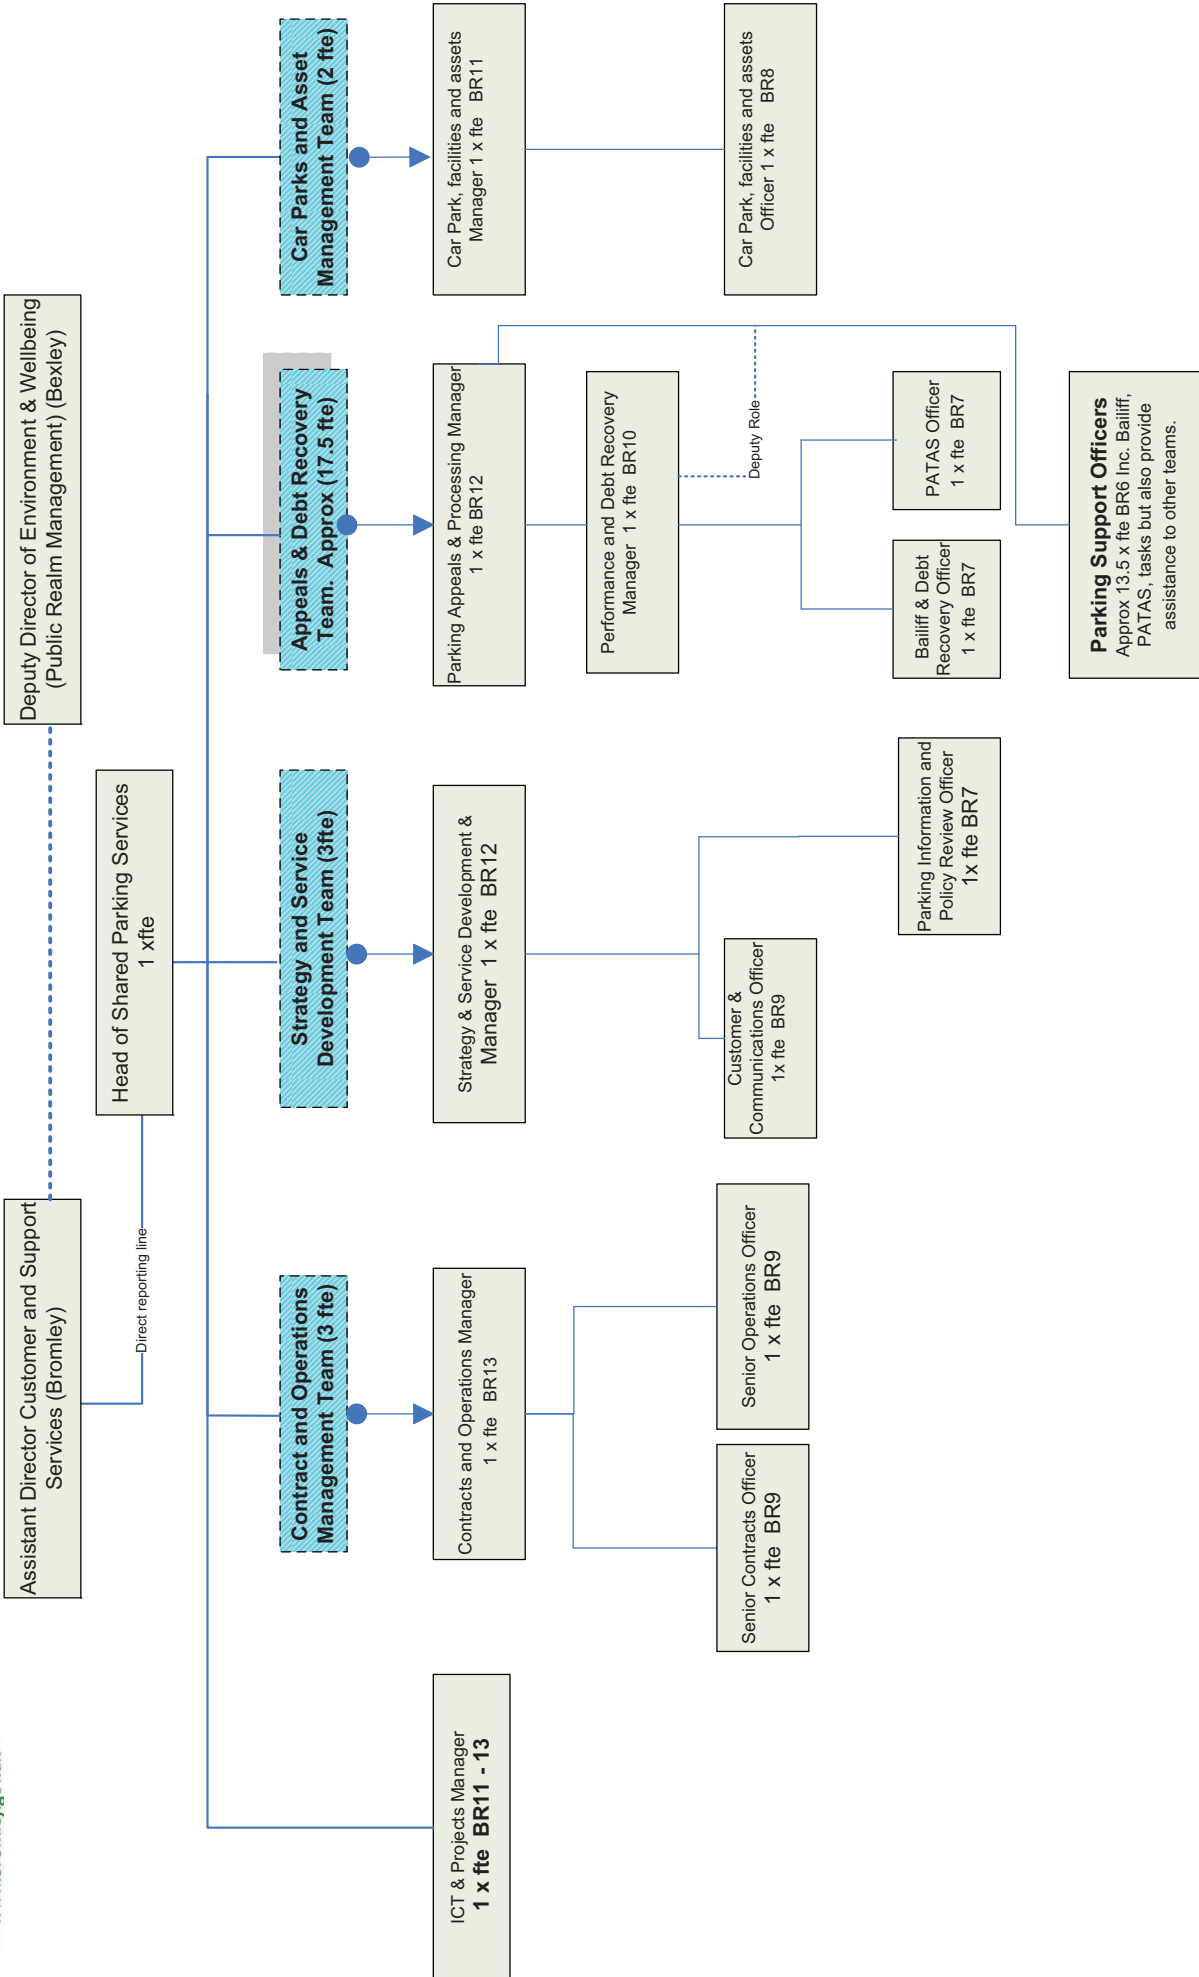 Assistant Director Customer and Support
Services (Bromley)
Deputy Director of Environment & Wellbeing
(Public Realm Management) (Bexley)
Direct reporting line
Head of Shared Parking Services
1 xfte
Contract and Operations
Management Team (3 fte)
Strategy and Service
Development Team (3fte)
Appeals & Debt Recovery
Team. Approx (17.5 fte)
Car Parks and Asset
Management Team (2 fte)
ICT & Projects Manager
1 x fte BR11 - 13
Contracts and Operations Manager
1 x fte BR13
Strategy & Service Development &
Manager 1 x fte BR12
Parking Appeals & Processing Manager
1 x fte BR12
Car Park, facilities and assets
Manager 1 x fte BR11
Performance and Debt Recovery
Manager 1 x fte BR10
Deputy Role
Senior Contracts Officer
1 x fte BR9
Senior Operations Officer
1 x fte BR9
Customer &
Communications Officer
1x fte BR9
Car Park, facilities and assets
Officer 1 x fte BR8
Parking Information and
Policy Review Officer
1x fte BR7
Bailiff & Debt
Recovery Officer
1 x fte BR7
PATAS Officer
1 x fte BR7
Parking Support Officers
Approx 13.5 x fte BR6 Inc. Bailiff,
PATAS, tasks but also provide
assistance to other teams.